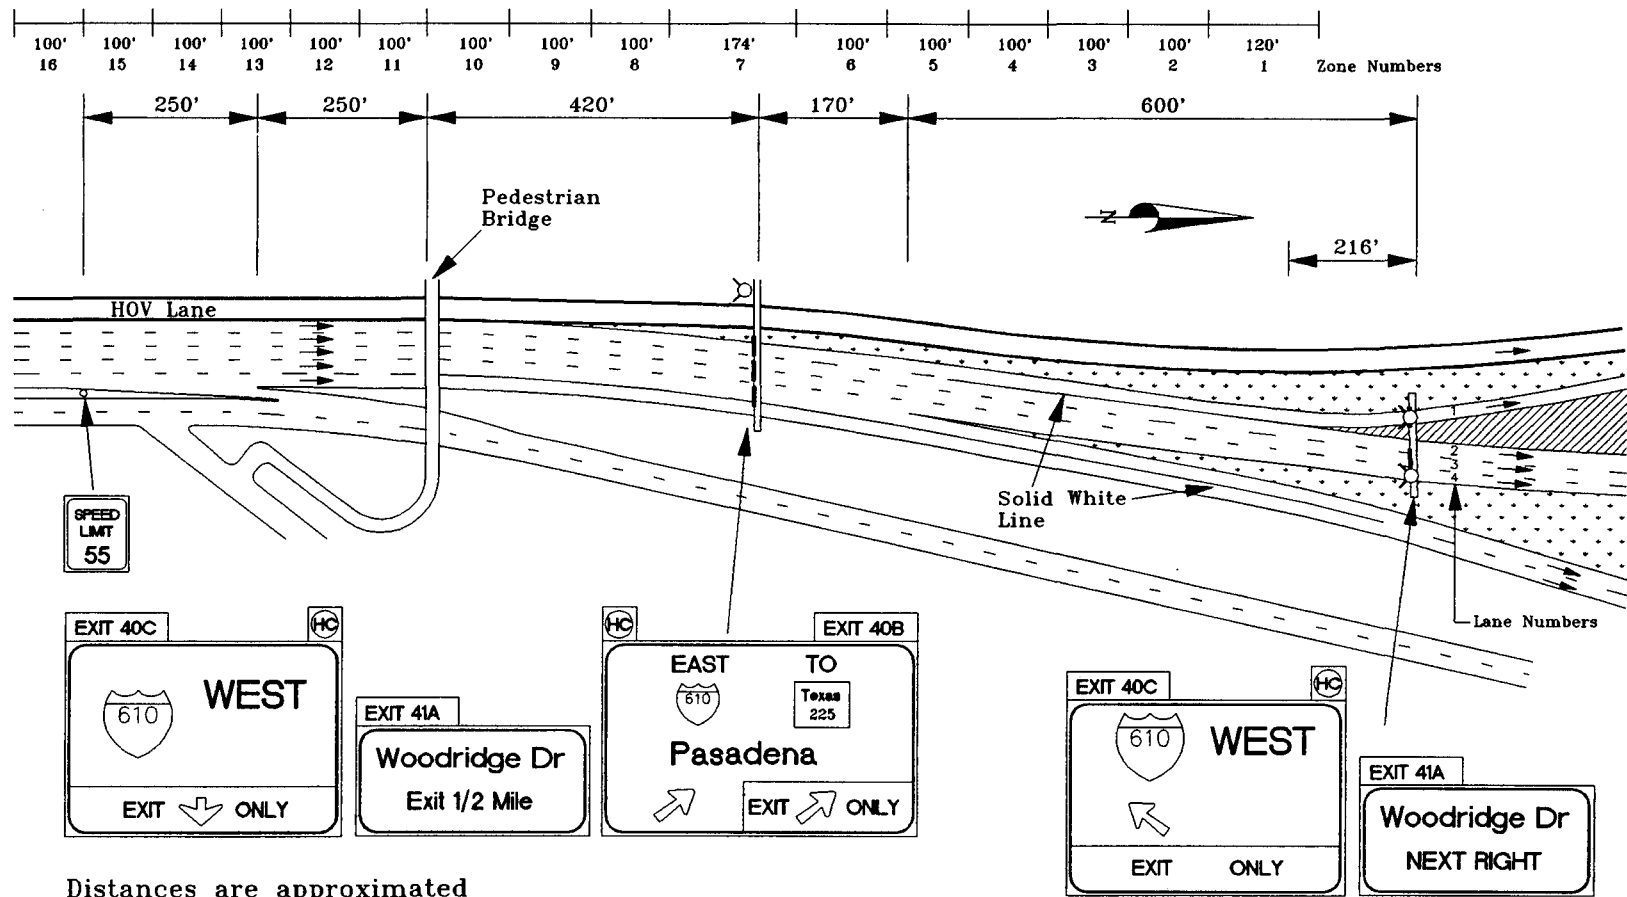 100' 100' 100' 100' 100' 100' 100' 100' 100' 174' 100' 100' 100' 100' 100' 120'
16 15 14 13 12 11 10 9 8 7 6 5 4 3 2 1 Zone Numbers
250' 250' 420' 170' 600'
Pedestrian
Bridge
N
216'
HOV Lane
1
2
3
4
Solid White
Line
SPEED
LIMIT
55
Lane Numbers
EXIT 40C HC
610 WEST
EXIT ONLY
EXIT 41A
Woodridge Dr
Exit 1/2 Mile
HC EXIT 40B
EAST TO
610 Texas
225
Pasadena
EXIT ONLY
EXIT 40C HC
610 WEST
EXIT ONLY
EXIT 41A
Woodridge Dr
NEXT RIGHT
Distances are approximated